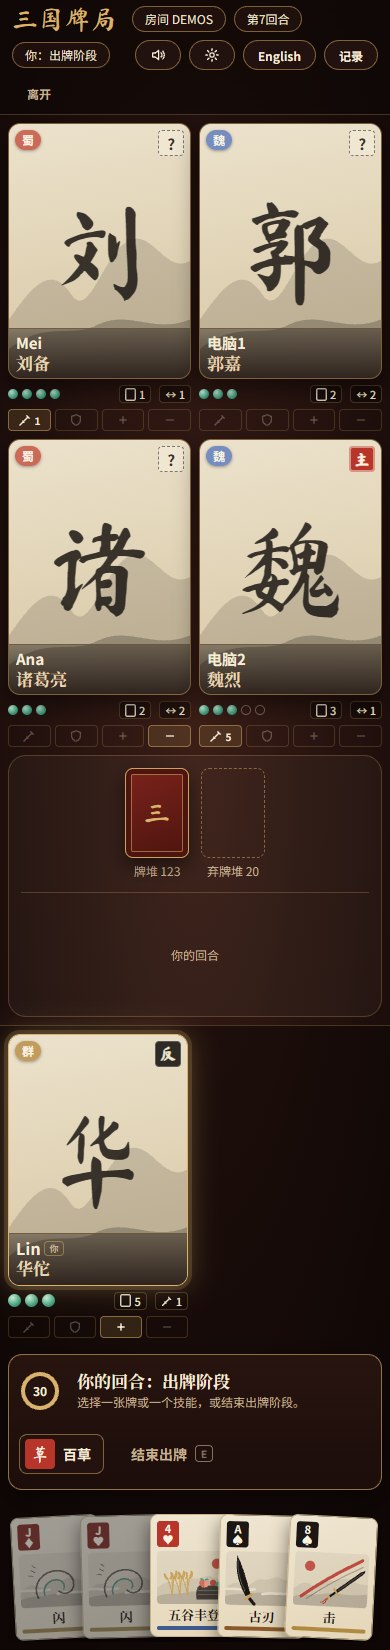 三国牌局
房间 DEMOS
第7回合
你：出牌阶段
English
记录
离开
蜀
?
刘
Mei
刘备
1
↔1
1
+
−
魏
?
郭
电脑1
郭嘉
2
↔2
+
−
蜀
?
诸
Ana
诸葛亮
2
↔2
+
−
魏
主
魏
电脑2
魏烈
3
↔1
5
+
−
三
牌堆 123
弃牌堆 20
你的回合
群
反
华
Lin 你
华佗
5
1
+
−
30
你的回合：出牌阶段
选择一张牌或一个技能，或结束出牌阶段。
草 百草
结束出牌 E
J
闪
J
闪
4
五谷丰登
A
古刃
8
击